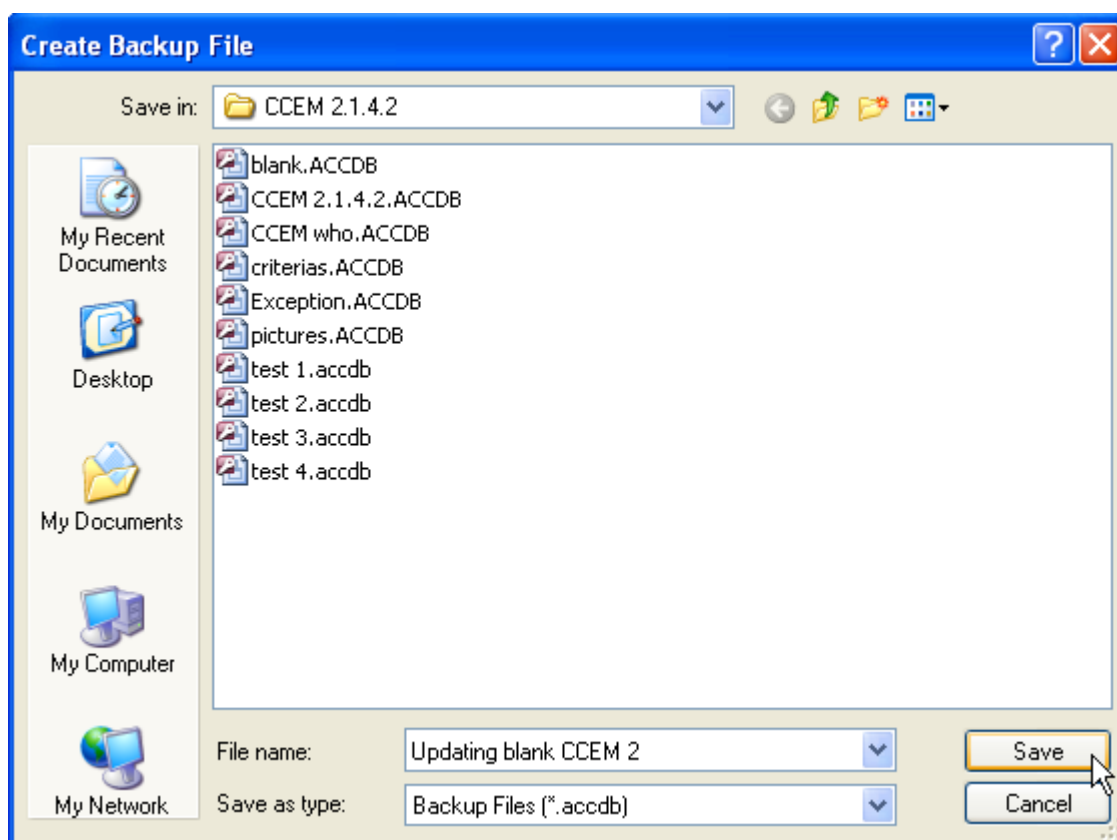 Create Backup File
Save in: CCEM 2.1.4.2
My Recent
Documents
Desktop
My Documents
My Computer
My Network
blank.ACCDB
CCEM 2.1.4.2.ACCDB
CCEM who.ACCDB
criterias.ACCDB
Exception.ACCDB
pictures.ACCDB
test 1.accdb
test 2.accdb
test 3.accdb
test 4.accdb
File name: Updating blank CCEM 2 Save
Save as type: Backup Files (*.accdb) Cancel